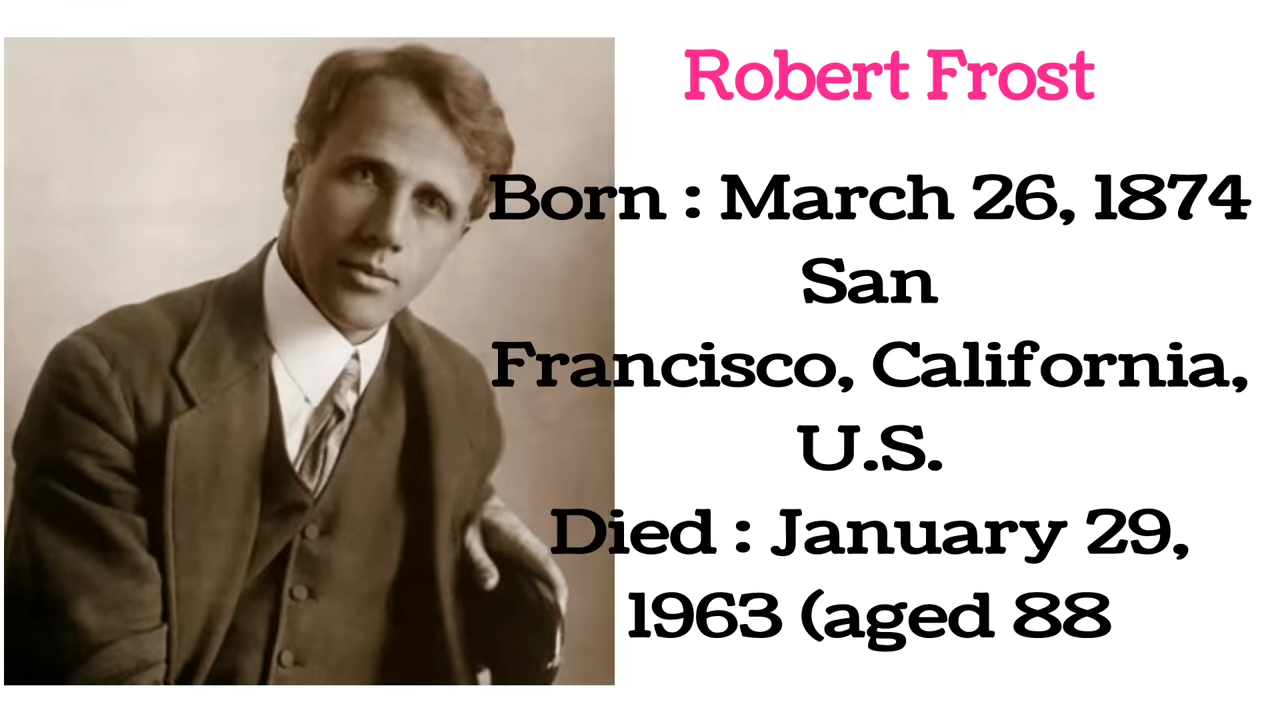 Robert Frost
Born : March 26, 1874
San
Francisco, California,
U.S.
Died : January 29,
1963 (aged 88